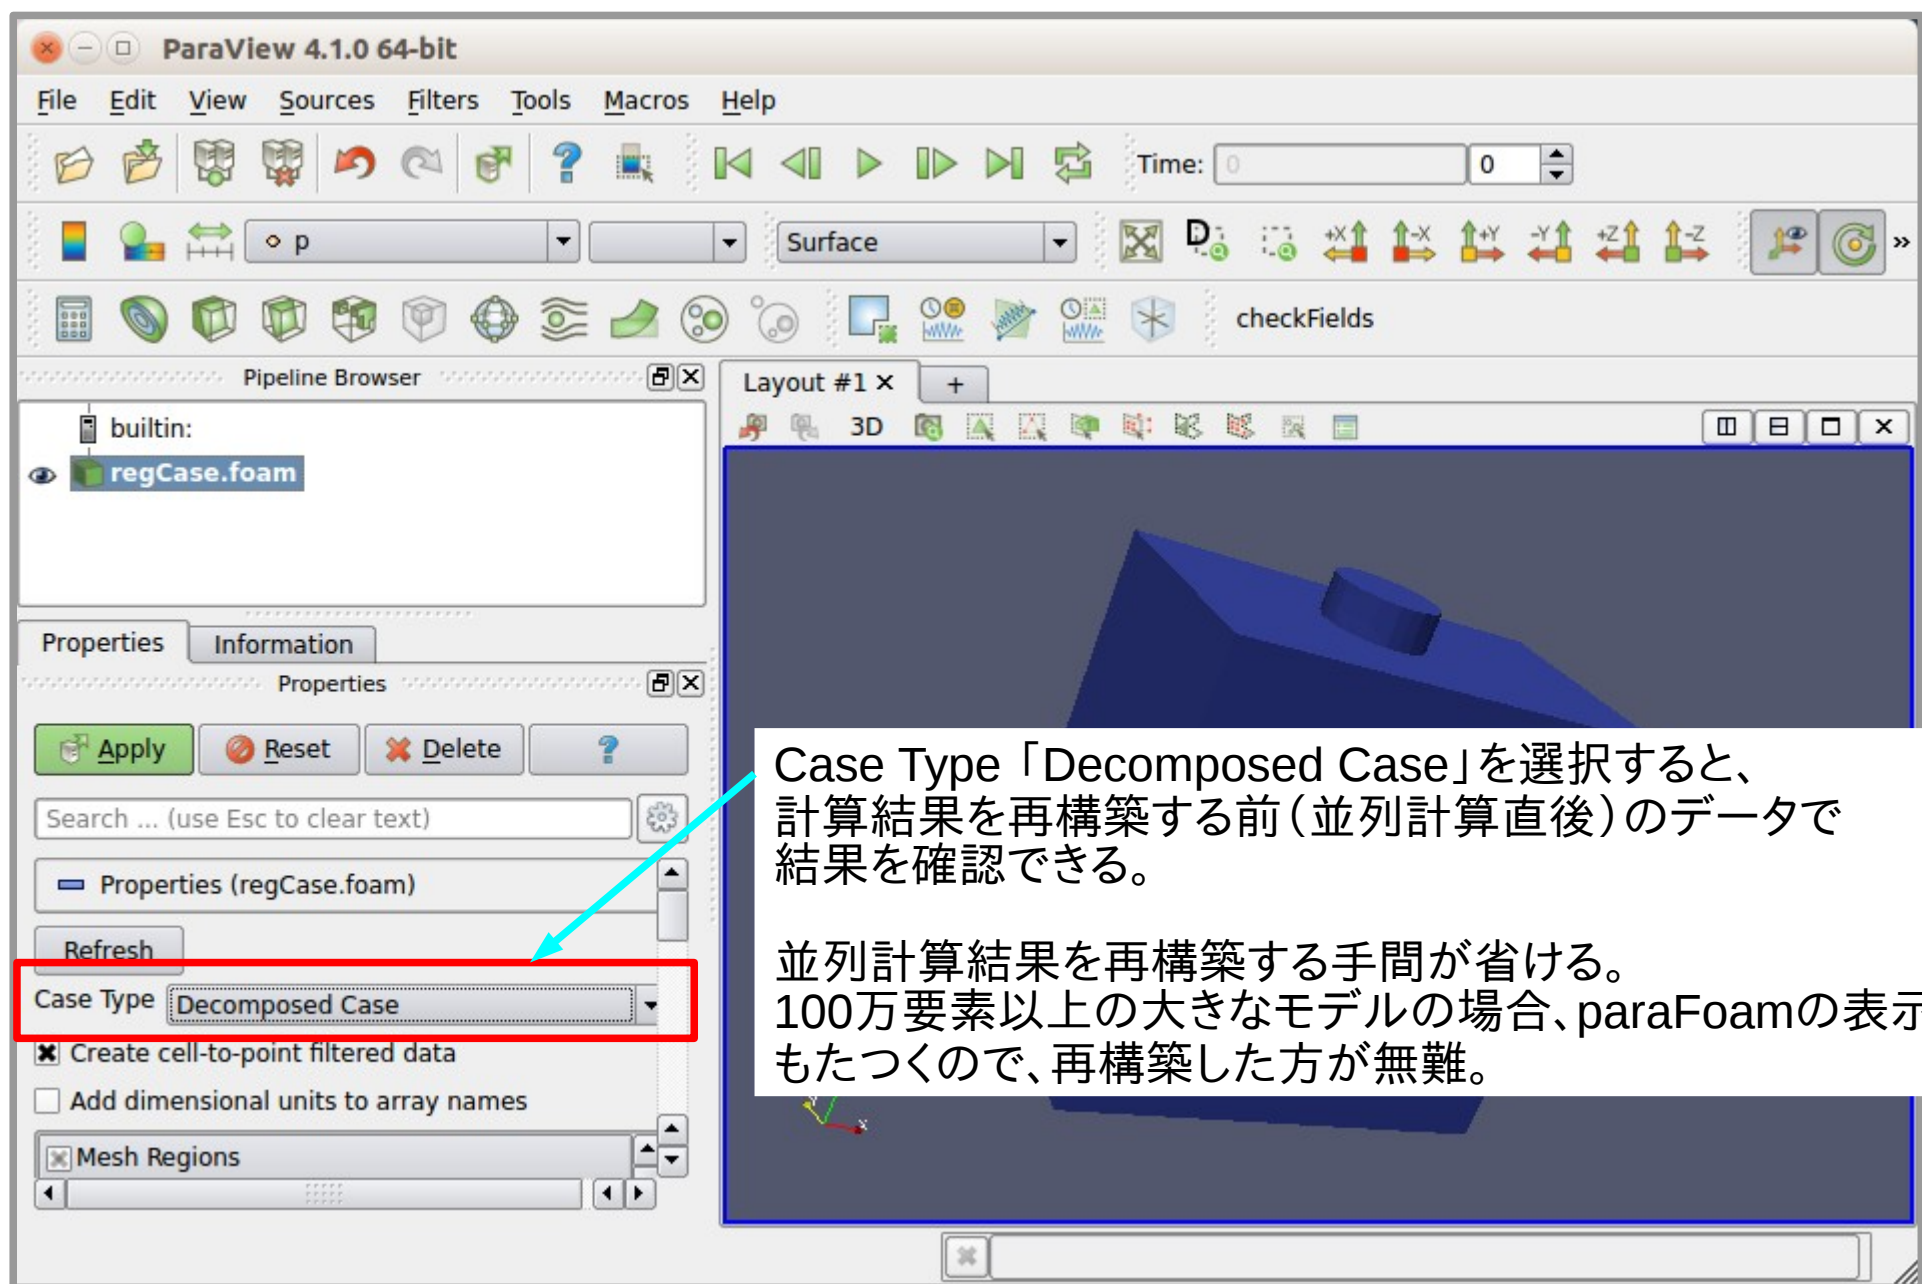 ParaView 4.1.0 64-bit
File Edit View Sources Filters Tools Macros Help
Time: 0 0
p Surface +X -X +Y -Y +Z -Z »
checkFields
Pipeline Browser
Layout #1 +
builtin:
3D
regCase.foam
Properties Information
Properties
Apply Reset Delete ?
Search ... (use Esc to clear text)
Properties (regCase.foam)
Refresh
Case Type Decomposed Case
Create cell-to-point filtered data
Add dimensional units to array names
Mesh Regions
Case Type 「Decomposed Case」を選択すると、
計算結果を再構築する前(並列計算直後)のデータで
結果を確認できる。
並列計算結果を再構築する手間が省ける。
100万要素以上の大きなモデルの場合、paraFoamの表示
もたつくので、再構築した方が無難。